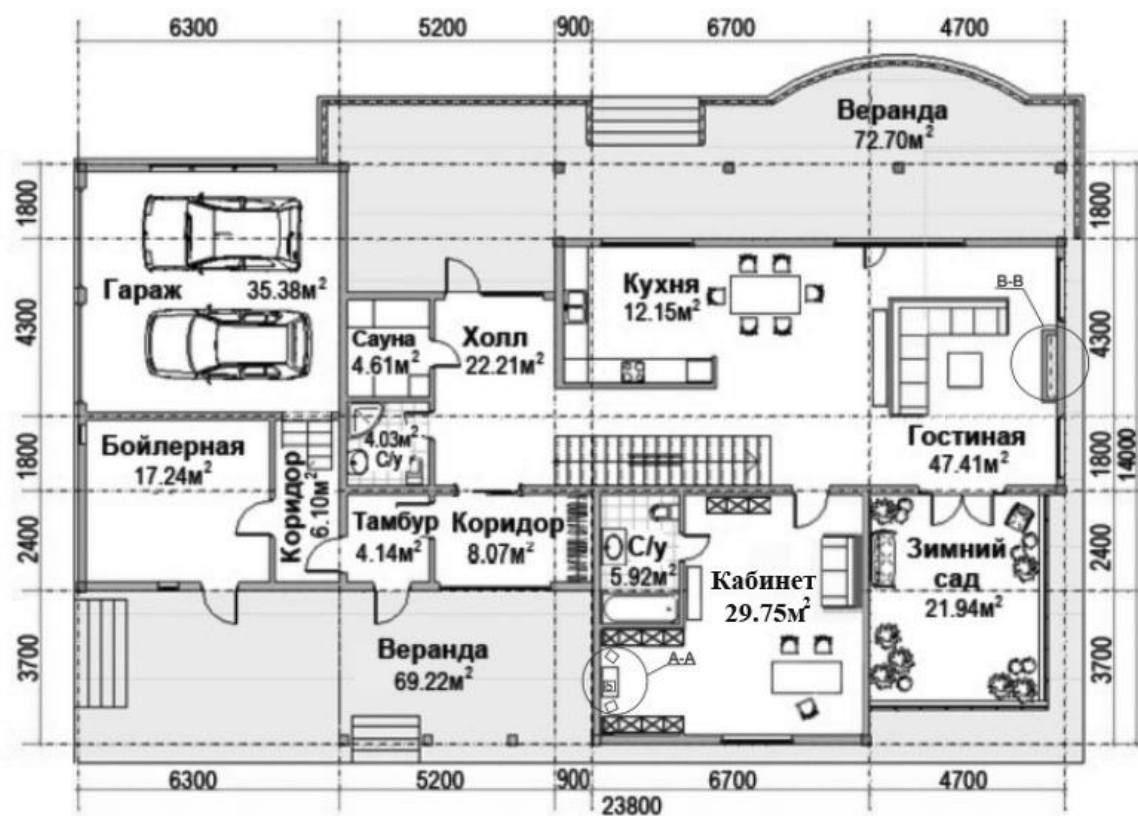 6300 5200 900 6700 4700
Веранда
72.70м²
1800
1800
Гараж 35.38м²
Кухня
12.15м²
В-В
4300
Сауна
4.61м²
Холл
22.21м²
4300
Бойлерная
17.24м²
4.03м²
С/у
Гостиная
47.41м²
1800
1800
14000
Коридор
6.10м²
Тамбур
4.14м²
Коридор
8.07м²
С/у
5.92м²
Кабинет
29.75м²
Зимний
сад
21.94м²
2400
2400
Веранда
69.22м²
А-А
3700
3700
6300 5200 900 6700 4700
23800